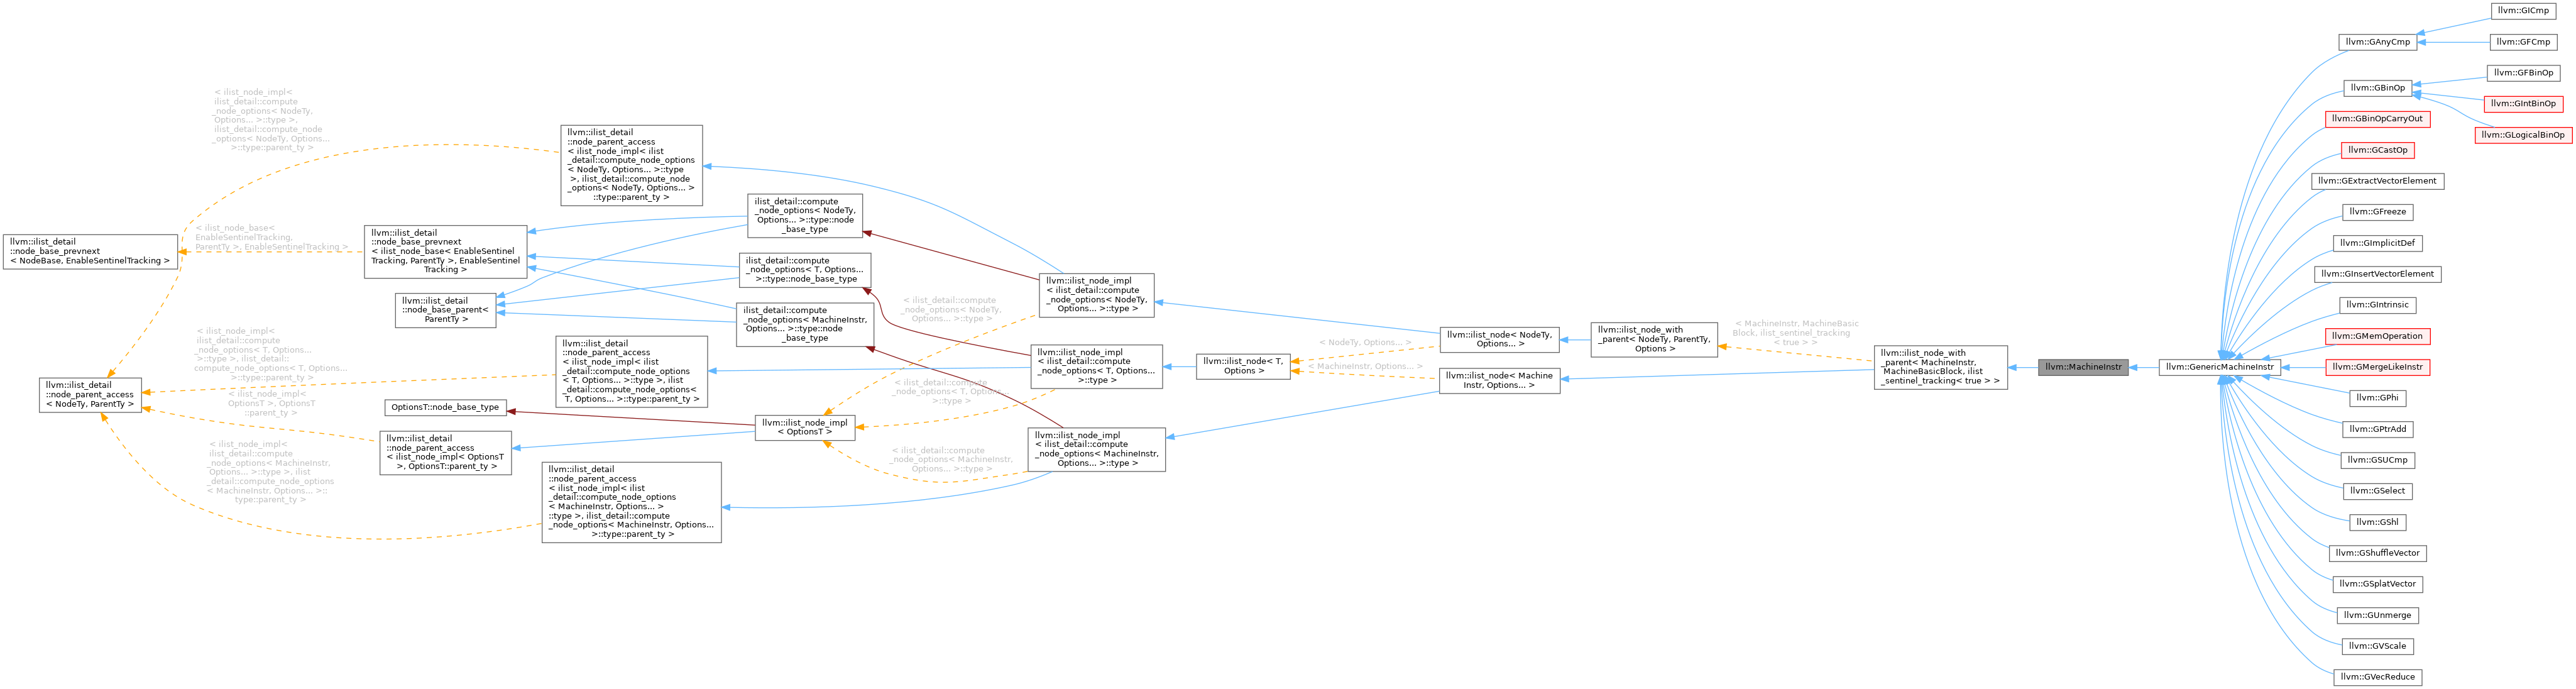 llvm::ilist_detail
::node_base_prevnext
< NodeBase, EnableSentinelTracking >
llvm::ilist_detail
::node_parent_access
< NodeTy, ParentTy >
< ilist_node_impl<
ilist_detail::compute
_node_options< NodeTy,
Options... >::type >,
ilist_detail::compute_node
_options< NodeTy, Options...
>::type::parent_ty >
< ilist_node_base<
EnableSentinelTracking,
ParentTy >, EnableSentinelTracking >
< ilist_node_impl<
ilist_detail::compute
_node_options< T, Options...
>::type >, ilist_detail::
compute_node_options< T, Options...
>::type::parent_ty >
< ilist_node_impl<
OptionsT >, OptionsT
::parent_ty >
< ilist_node_impl<
ilist_detail::compute
_node_options< MachineInstr,
Options... >::type >, ilist
_detail::compute_node_options
< MachineInstr, Options... >::
type::parent_ty >
llvm::ilist_detail
::node_base_prevnext
< ilist_node_base< EnableSentinel
Tracking, ParentTy >, EnableSentinel
Tracking >
llvm::ilist_detail
::node_base_parent<
ParentTy >
OptionsT::node_base_type
llvm::ilist_detail
::node_parent_access
< ilist_node_impl< OptionsT
>, OptionsT::parent_ty >
llvm::ilist_detail
::node_parent_access
< ilist_node_impl< ilist
_detail::compute_node_options
< NodeTy, Options... >::type
>, ilist_detail::compute_node
_options< NodeTy, Options... >
::type::parent_ty >
llvm::ilist_detail
::node_parent_access
< ilist_node_impl< ilist
_detail::compute_node_options
< T, Options... >::type >, ilist
_detail::compute_node_options<
T, Options... >::type::parent_ty >
llvm::ilist_detail
::node_parent_access
< ilist_node_impl< ilist
_detail::compute_node_options
< MachineInstr, Options... >
::type >, ilist_detail::compute
_node_options< MachineInstr, Options...
>::type::parent_ty >
ilist_detail::compute
_node_options< NodeTy,
Options... >::type::node
_base_type
ilist_detail::compute
_node_options< T, Options...
>::type::node_base_type
ilist_detail::compute
_node_options< MachineInstr,
Options... >::type::node
_base_type
llvm::ilist_node_impl
< OptionsT >
< ilist_detail::compute
_node_options< NodeTy,
Options... >::type >
< ilist_detail::compute
_node_options< T, Options...
>::type >
< ilist_detail::compute
_node_options< MachineInstr,
Options... >::type >
llvm::ilist_node_impl
< ilist_detail::compute
_node_options< NodeTy,
Options... >::type >
llvm::ilist_node_impl
< ilist_detail::compute
_node_options< T, Options...
>::type >
llvm::ilist_node_impl
< ilist_detail::compute
_node_options< MachineInstr,
Options... >::type >
llvm::ilist_node< T,
Options >
< NodeTy, Options... >
< MachineInstr, Options... >
llvm::ilist_node< NodeTy,
Options... >
llvm::ilist_node< Machine
Instr, Options... >
llvm::ilist_node_with
_parent< NodeTy, ParentTy,
Options >
< MachineInstr, MachineBasic
Block, ilist_sentinel_tracking
< true > >
llvm::ilist_node_with
_parent< MachineInstr,
MachineBasicBlock, ilist
_sentinel_tracking< true > >
llvm::MachineInstr
llvm::GenericMachineInstr
llvm::GAnyCmp
llvm::GBinOp
llvm::GBinOpCarryOut
llvm::GCastOp
llvm::GExtractVectorElement
llvm::GFreeze
llvm::GImplicitDef
llvm::GInsertVectorElement
llvm::GIntrinsic
llvm::GMemOperation
llvm::GMergeLikeInstr
llvm::GPhi
llvm::GPtrAdd
llvm::GSUCmp
llvm::GSelect
llvm::GShl
llvm::GShuffleVector
llvm::GSplatVector
llvm::GUnmerge
llvm::GVScale
llvm::GVecReduce
llvm::GICmp
llvm::GFCmp
llvm::GFBinOp
llvm::GIntBinOp
llvm::GLogicalBinOp